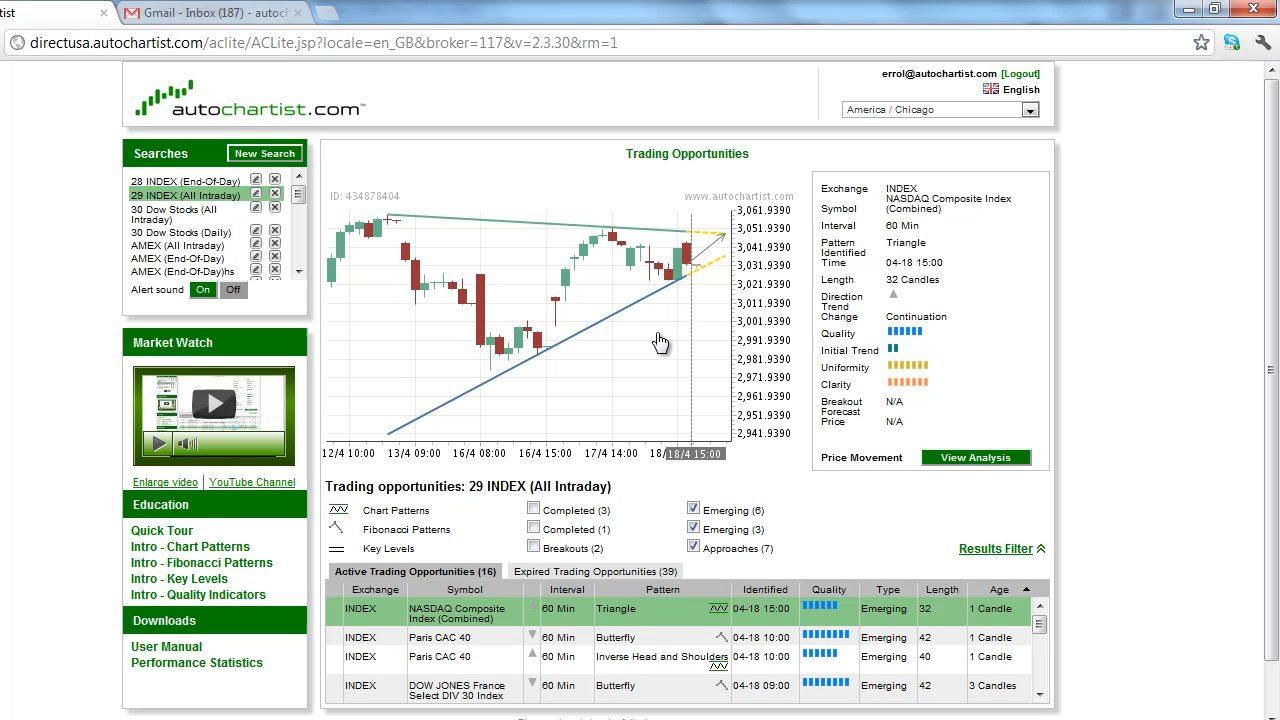 tist
Gmail - Inbox (187) - autoch
directusa.autochartist.com/aclite/ACLite.jsp?locale=en_GB&broker=117&v=2.3.30&rm=1
autochartist.com™
errol@autochartist.com [Logout]
English
America / Chicago
Searches
New Search
28 INDEX (End-Of-Day)
29 INDEX (All Intraday)
30 Dow Stocks (All
Intraday)
30 Dow Stocks (Daily)
AMEX (All Intraday)
AMEX (End-Of-Day)
AMEX (End-Of-Day)hs
Alert sound On Off
Market Watch
Enlarge video YouTube Channel
Education
Quick Tour
Intro - Chart Patterns
Intro - Fibonacci Patterns
Intro - Key Levels
Intro - Quality Indicators
Downloads
User Manual
Performance Statistics
Trading Opportunities
ID: 434878404
www.autochartist.com
3,061.9390
3,051.9390
3,041.9390
3,031.9390
3,021.9390
3,011.9390
3,001.9390
2,991.9390
2,981.9390
2,971.9390
2,961.9390
2,951.9390
2,941.9390
12/4 10:00 13/4 09:00 16/4 08:00 16/4 15:00 17/4 14:00 18/ 18/4 15:00
Exchange INDEX
Symbol NASDAQ Composite Index (Combined)
Interval 60 Min
Pattern Triangle
Identified Time 04-18 15:00
Length 32 Candles
Direction
Trend Change Continuation
Quality
Initial Trend
Uniformity
Clarity
Breakout N/A
Forecast Price N/A
Price Movement View Analysis
Trading opportunities: 29 INDEX (All Intraday)
Chart Patterns Completed (3) Emerging (6)
Fibonacci Patterns Completed (1) Emerging (3)
Key Levels Breakouts (2) Approaches (7)
Results Filter
Active Trading Opportunities (16) Expired Trading Opportunities (39)
Exchange Symbol Interval Pattern Identified Quality Type Length Age
INDEX NASDAQ Composite Index (Combined) 60 Min Triangle 04-18 15:00 Emerging 32 1 Candle
INDEX Paris CAC 40 60 Min Butterfly 04-18 10:00 Emerging 42 1 Candle
INDEX Paris CAC 40 60 Min Inverse Head and Shoulders 04-18 10:00 Emerging 40 1 Candle
INDEX DOW JONES France Select DIV 30 Index 60 Min Butterfly 04-18 09:00 Emerging 42 3 Candles